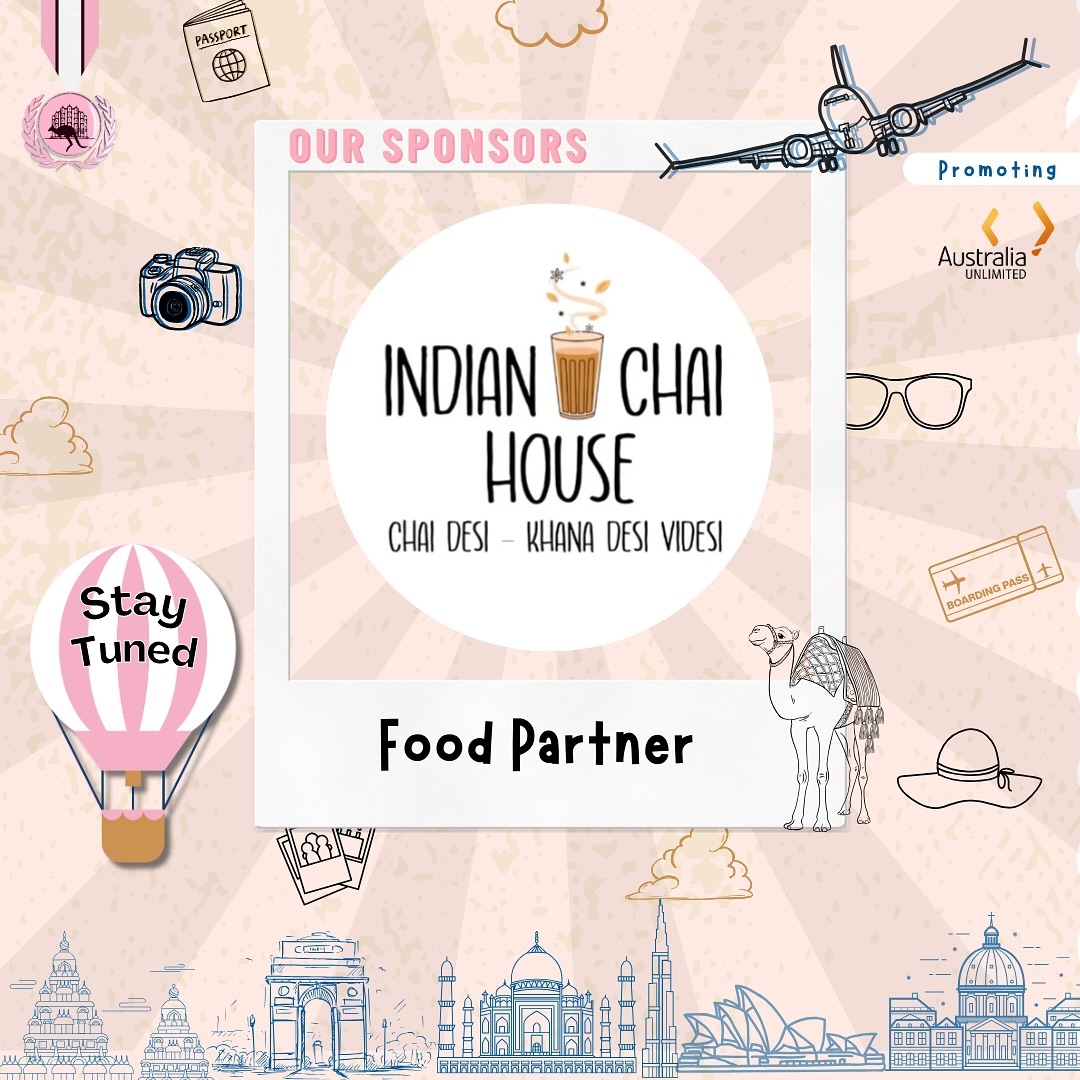 PASSPORT
OUR SPONSORS
Promoting
Australia
UNLIMITED
INDIAN CHAI
HOUSE
CHAI DESI – KHANA DESI VIDESI
BOARDING PASS
Stay
Tuned
Food Partner
INDIA